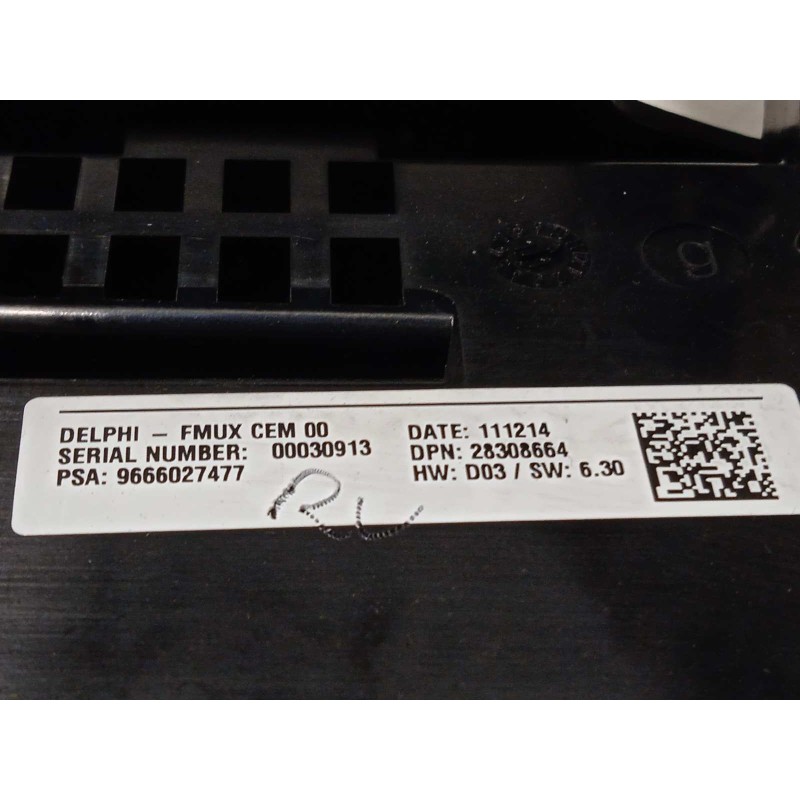 DELPHI – FMUX CEM 00
SERIAL NUMBER: 00030913
PSA: 9666027477
DATE: 111214
DPN: 28308664
HW: D03 / SW: 6.30